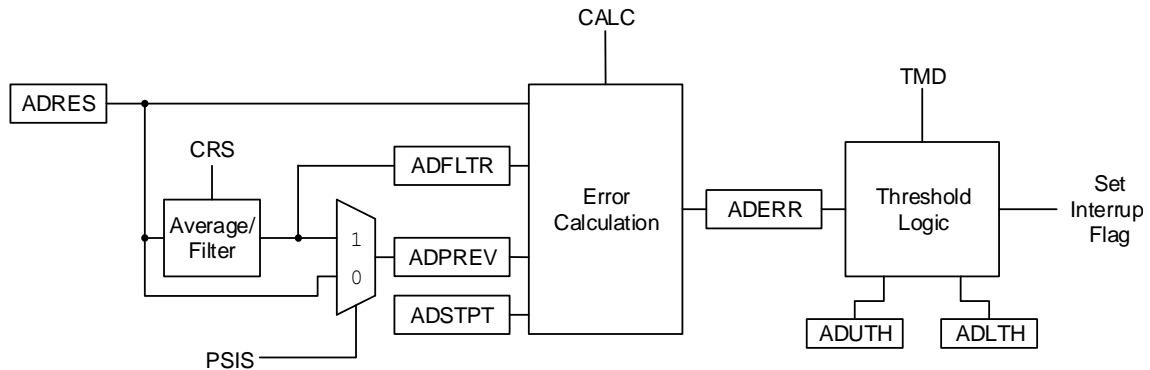 CALC
TMD
ADRES
CRS
ADFLTR
Average/
Filter
Error
Calculation
ADERR
Threshold
Logic
Set
Interrup
Flag
1
ADPREV
0
ADSTPT
PSIS
ADUTH
ADLTH